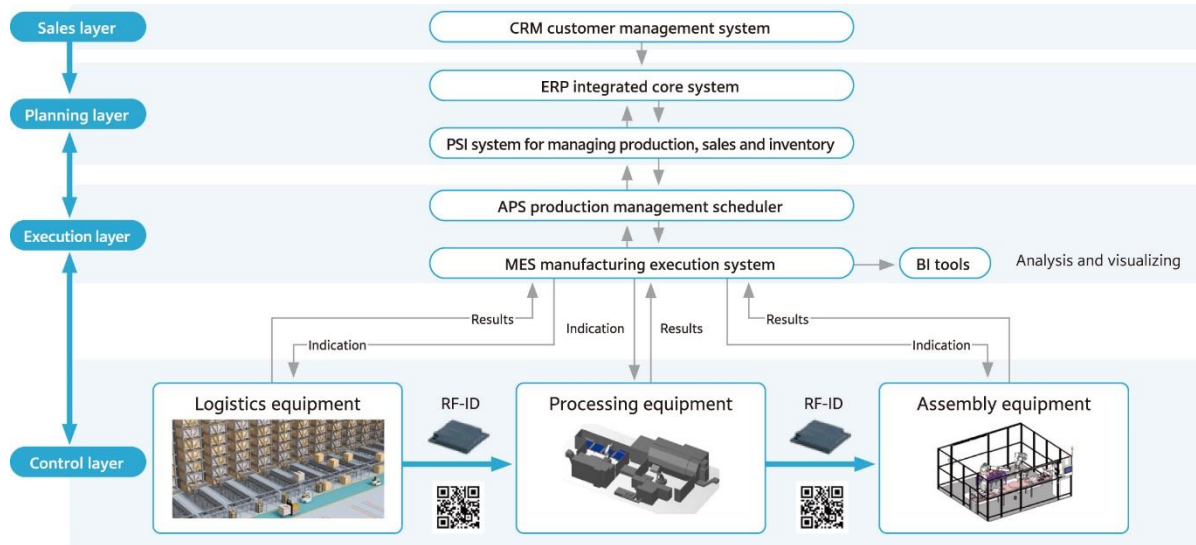 Sales layer
CRM customer management system
ERP integrated core system
Planning layer
PSI system for managing production, sales and inventory
APS production management scheduler
Execution layer
MES manufacturing execution system
BI tools
Analysis and visualizing
Results
Indication
Indication
Results
Results
Indication
Logistics equipment
RF-ID
Processing equipment
RF-ID
Assembly equipment
Control layer